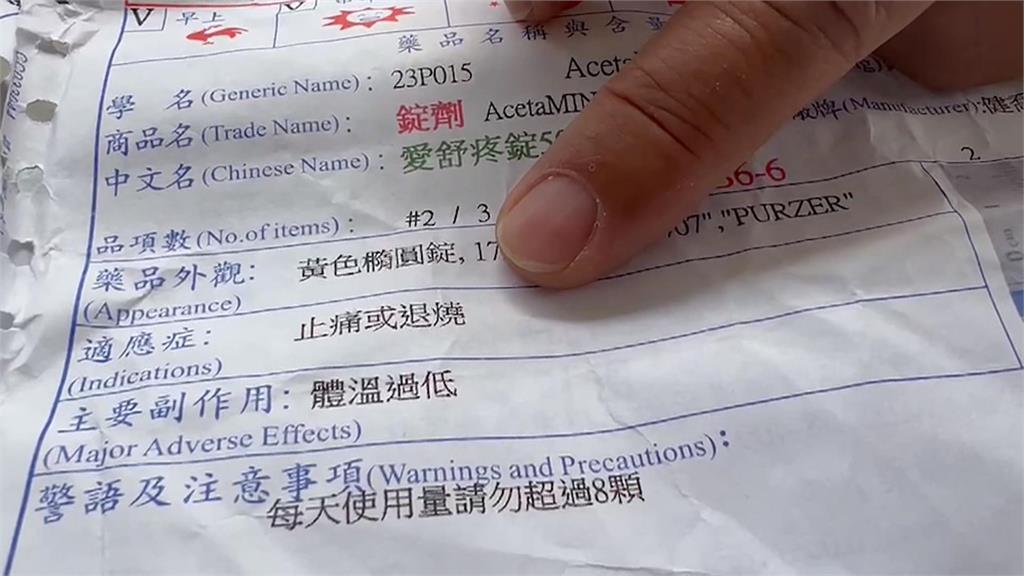 V 早上 V
藥品名稱與含量
學 名(Generic Name): 23P015
商品名(Trade Name): 錠劑 AcetaMIN (Manufacturer):健喬
中文名(Chinese Name): 愛舒疼錠 36-6 2
品項數(No.of items): #2 / 3
藥品外觀: 黃色橢圓錠, 17 07","PURZER"
(Appearance)
適應症: 止痛或退燒
(Indications)
主要副作用: 體溫過低
(Major Adverse Effects)
警語及注意事項(Warnings and Precautions):
每天使用量請勿超過8顆